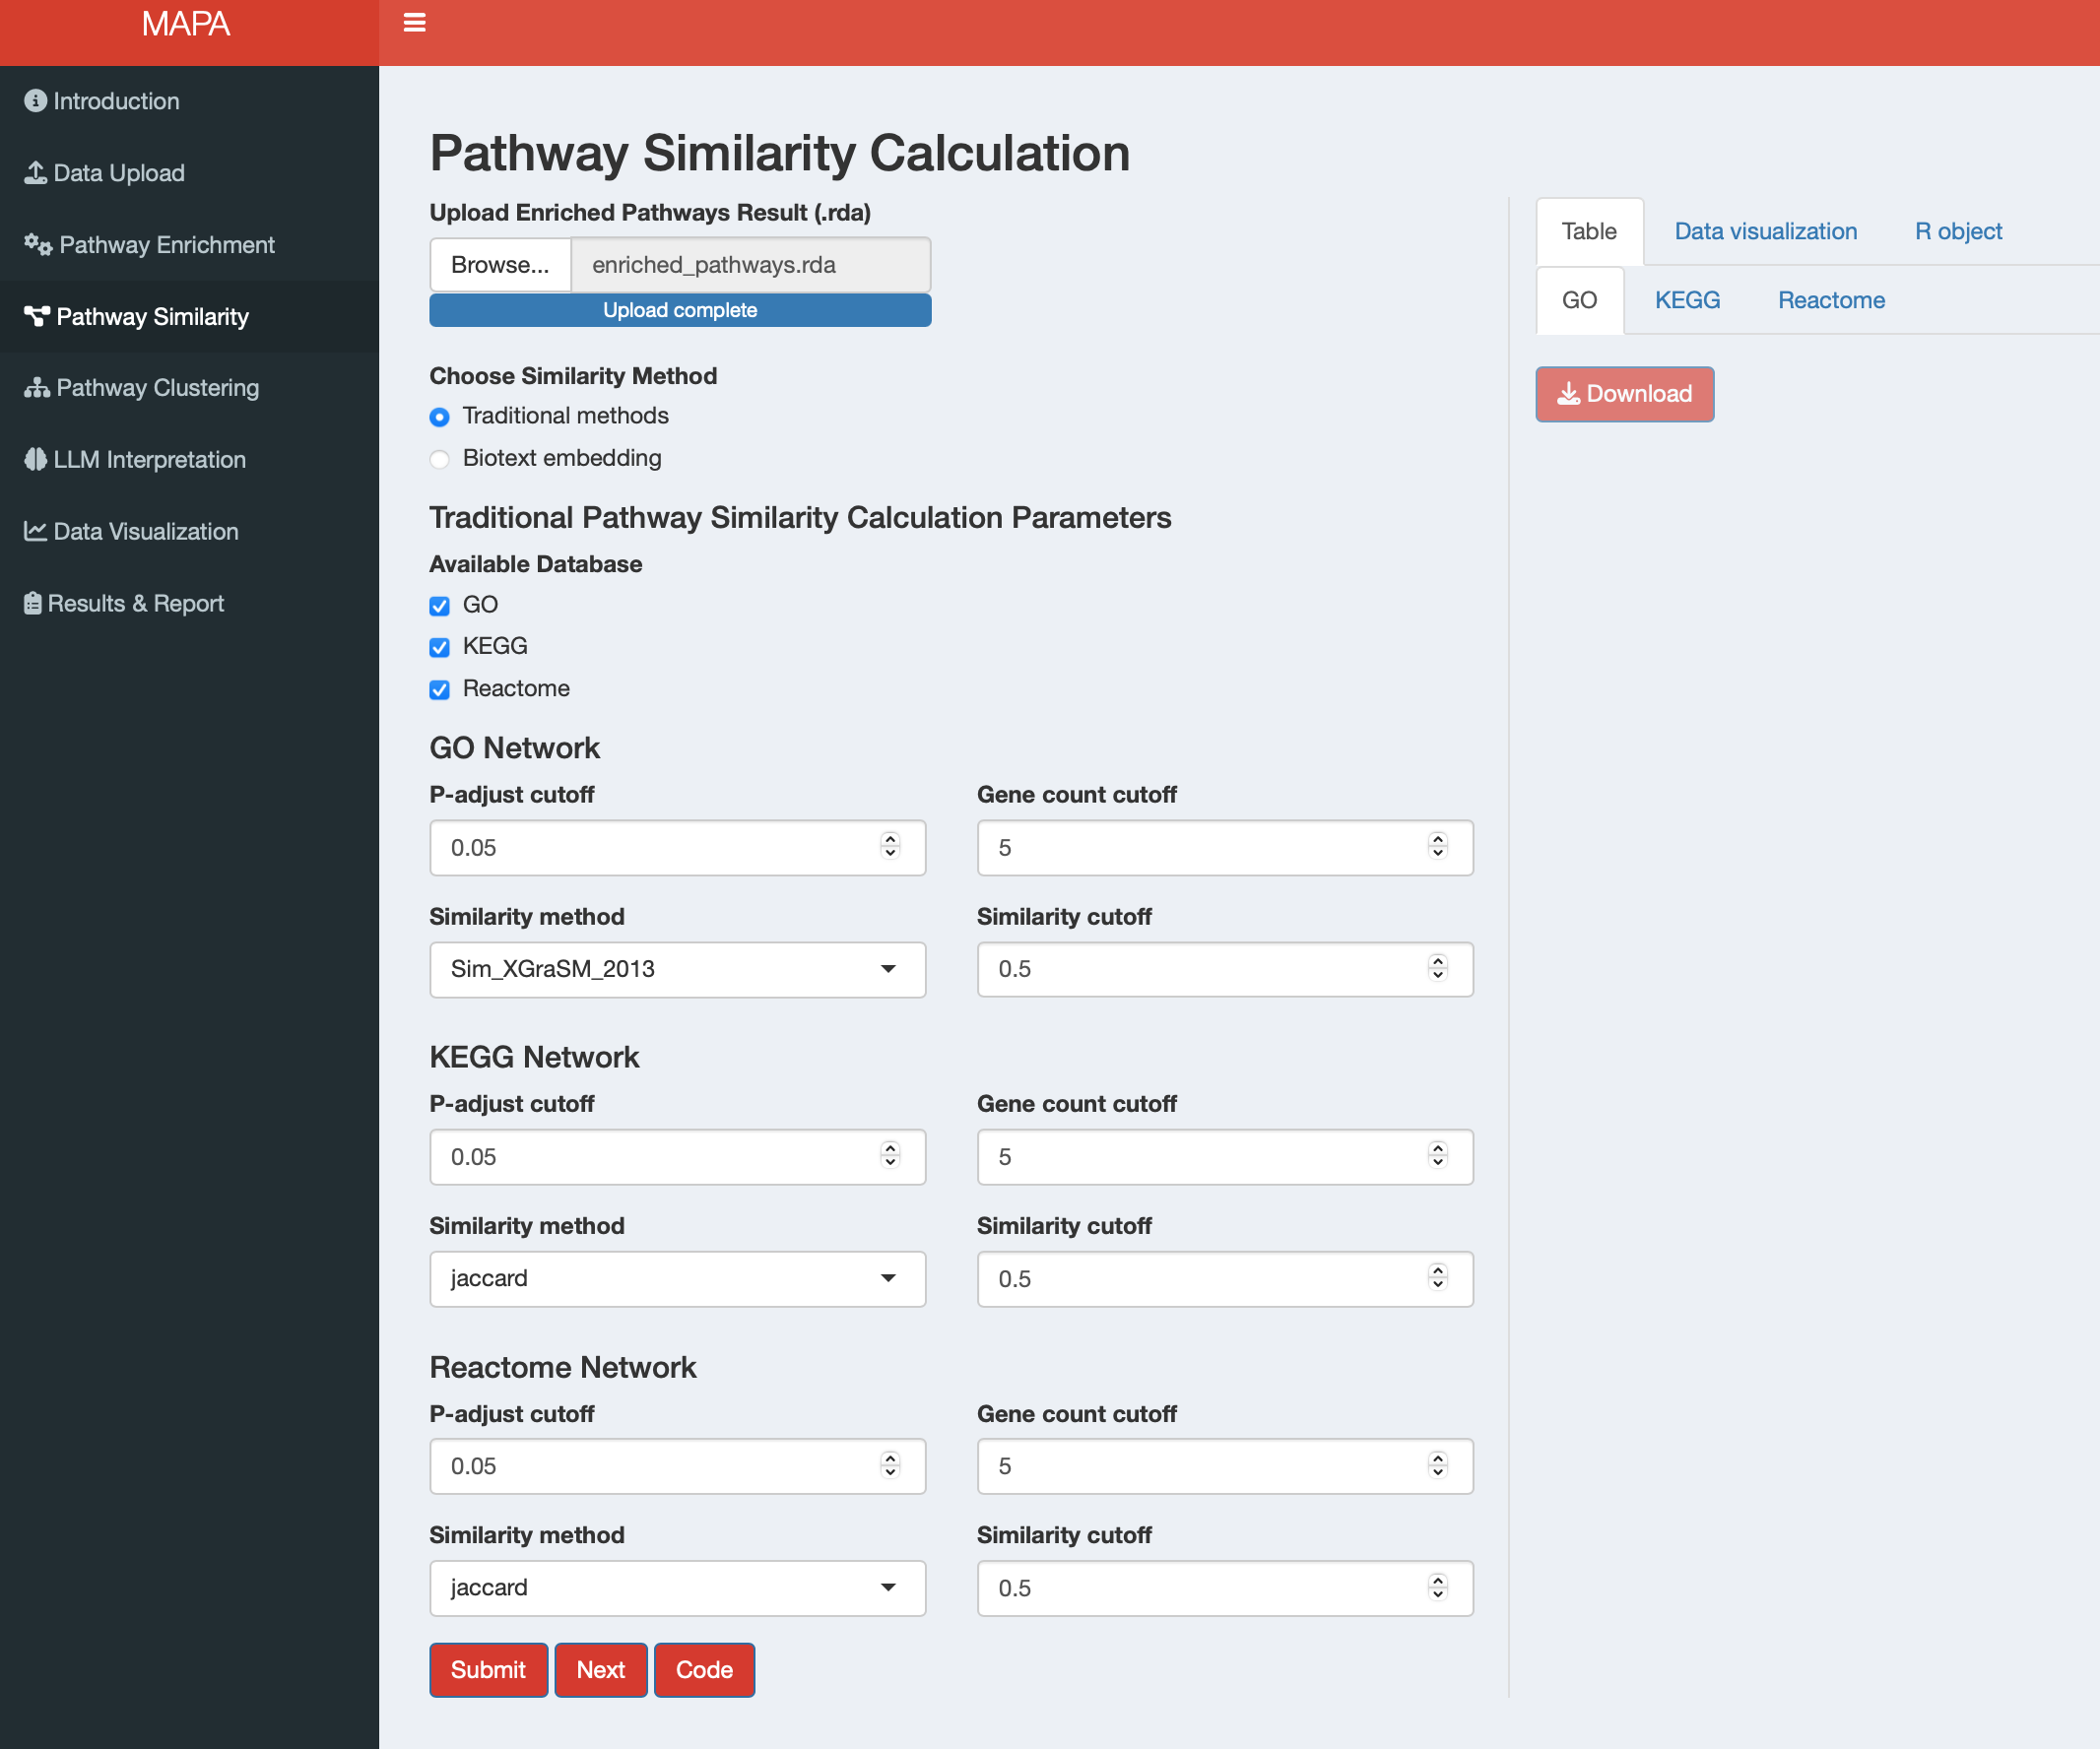 MAPA
Introduction
Data Upload
Pathway Enrichment
Pathway Similarity
Pathway Clustering
LLM Interpretation
Data Visualization
Results & Report
Pathway Similarity Calculation
Upload Enriched Pathways Result (.rda)
Browse... enriched_pathways.rda
Upload complete
Choose Similarity Method
Traditional methods
Biotext embedding
Traditional Pathway Similarity Calculation Parameters
Available Database
GO
KEGG
Reactome
GO Network
P-adjust cutoff Gene count cutoff
0.05 5
Similarity method Similarity cutoff
Sim_XGraSM_2013 0.5
KEGG Network
P-adjust cutoff Gene count cutoff
0.05 5
Similarity method Similarity cutoff
jaccard 0.5
Reactome Network
P-adjust cutoff Gene count cutoff
0.05 5
Similarity method Similarity cutoff
jaccard 0.5
Submit Next Code
Table Data visualization R object
GO KEGG Reactome
Download